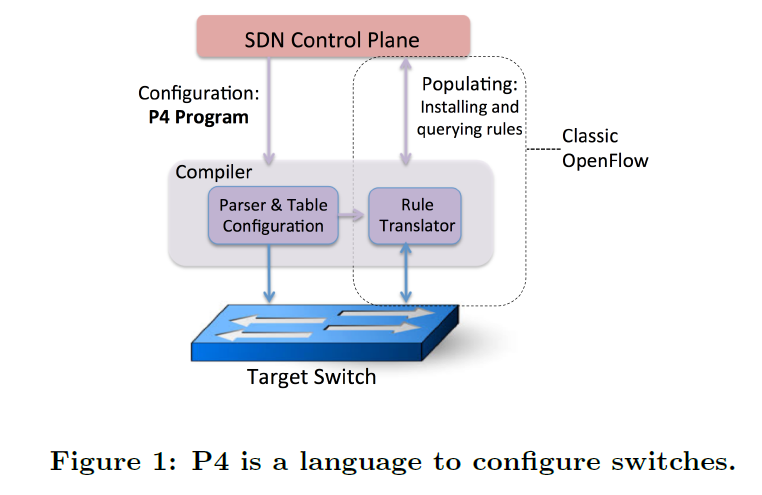 SDN Control Plane
Configuration:
P4 Program
Populating:
Installing and
querying rules
Classic
OpenFlow
Compiler
Parser & Table
Configuration
Rule
Translator
Target Switch
Figure 1: P4 is a language to configure switches.